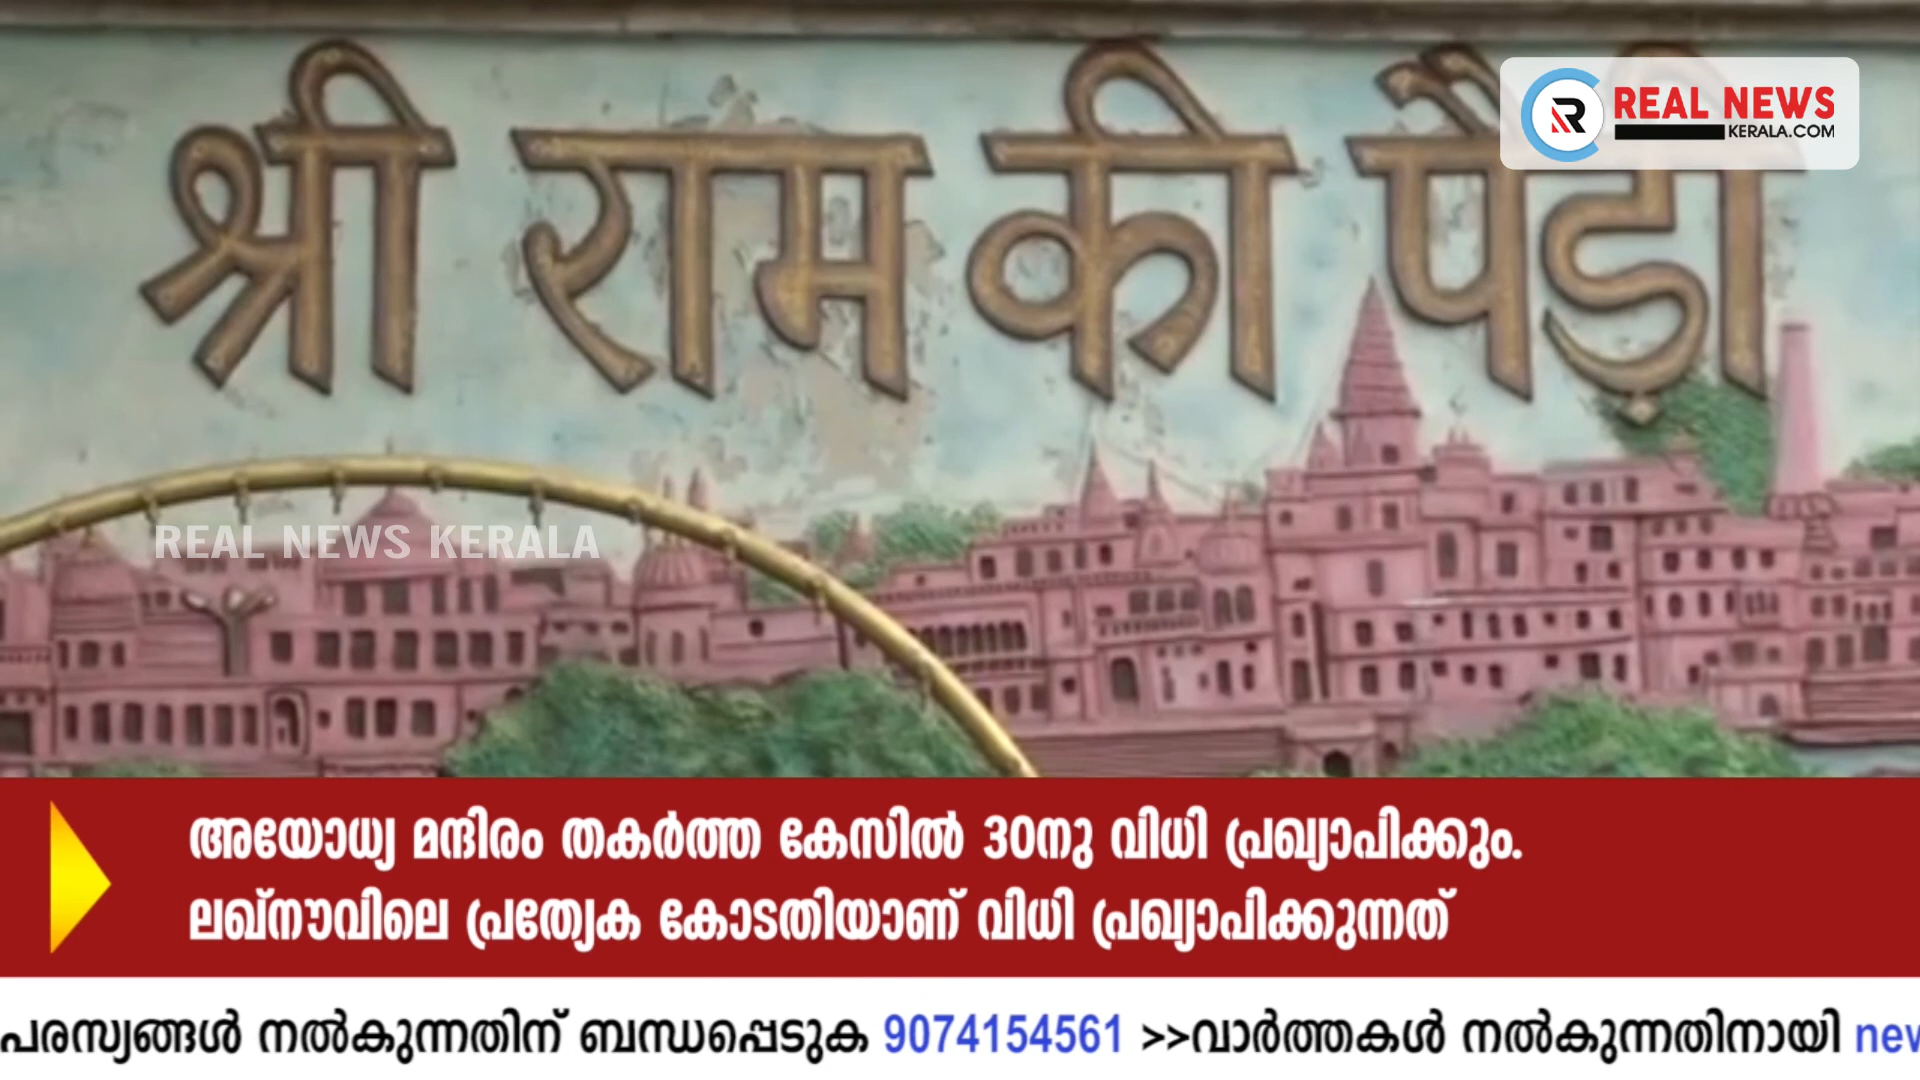 श्री राम की पैड़ी
REAL NEWS
KERALA.COM
REAL NEWS KERALA
അയോധ്യ മന്ദിരം തകർത്ത കേസിൽ 30നു വിധി പ്രഖ്യാപിക്കും.
ലഖ്നൗവിലെ പ്രത്യേക കോടതിയാണ് വിധി പ്രഖ്യാപിക്കുന്നത്
പരസ്യങ്ങൾ നൽകുന്നതിന് ബന്ധപ്പെടുക 9074154561 >>വാർത്തകൾ നൽകുന്നതിനായി